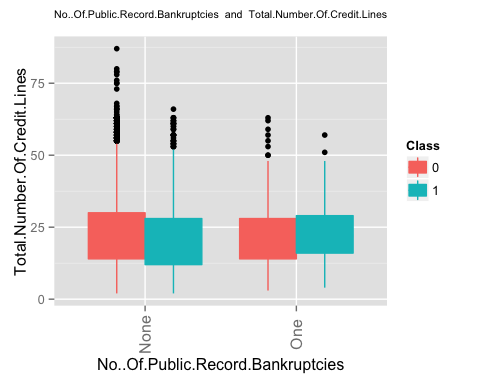 No..Of.Public.Record.Bankruptcies and Total.Number.Of.Credit.Lines
Total.Number.Of.Credit.Lines
75
50
25
0
None
One
No..Of.Public.Record.Bankruptcies
Class
0
1